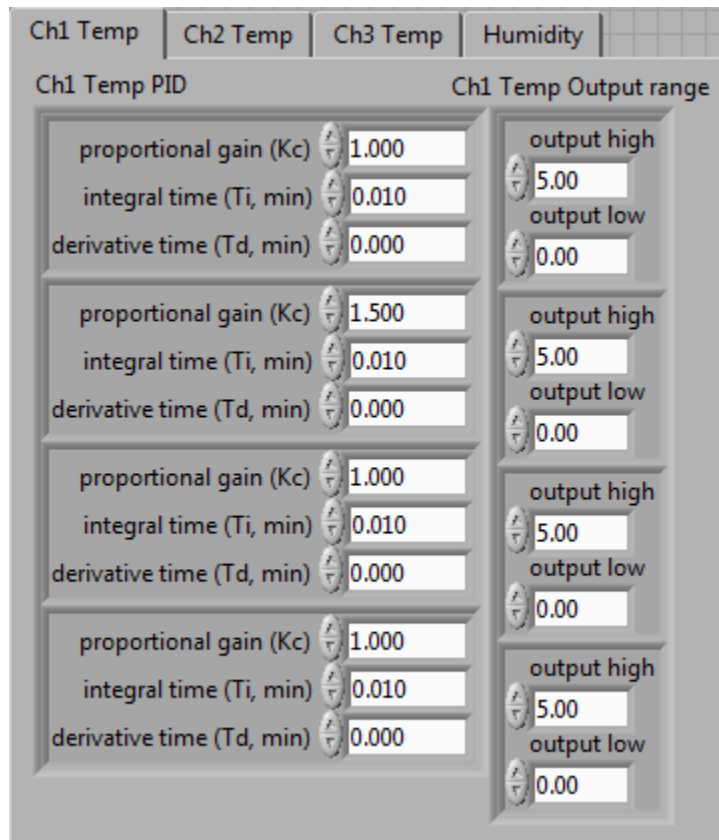 Ch1 Temp Ch2 Temp Ch3 Temp Humidity
Ch1 Temp PID
Ch1 Temp Output range
proportional gain (Kc) 1.000
integral time (Ti, min) 0.010
derivative time (Td, min) 0.000
proportional gain (Kc) 1.500
integral time (Ti, min) 0.010
derivative time (Td, min) 0.000
proportional gain (Kc) 1.000
integral time (Ti, min) 0.010
derivative time (Td, min) 0.000
proportional gain (Kc) 1.000
integral time (Ti, min) 0.010
derivative time (Td, min) 0.000
output high
5.00
output low
0.00
output high
5.00
output low
0.00
output high
5.00
output low
0.00
output high
5.00
output low
0.00